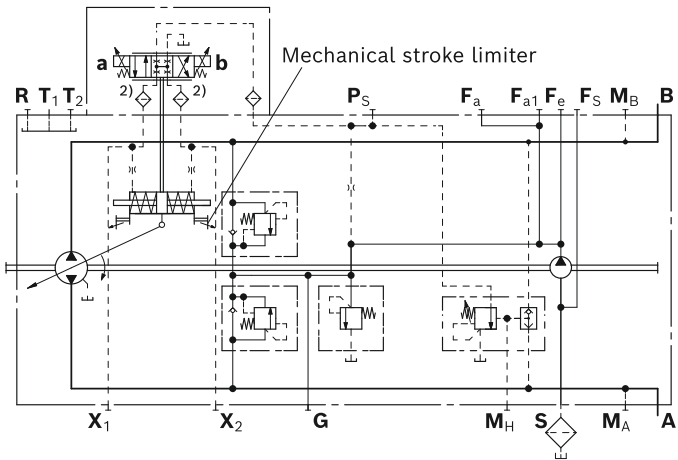 Mechanical stroke limiter
a b
2) 2)
R T1 T2 PS Fa Fa1 Fe FS MB B
X1 X2 G MH S MA A